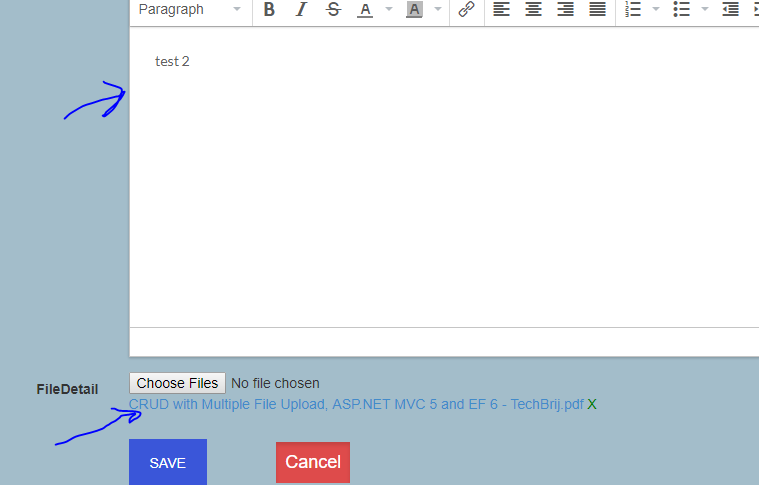 Paragraph B I S A A
test 2
FileDetail Choose Files No file chosen
CRUD with Multiple File Upload, ASP.NET MVC 5 and EF 6 - TechBrij.pdf X
SAVE Cancel